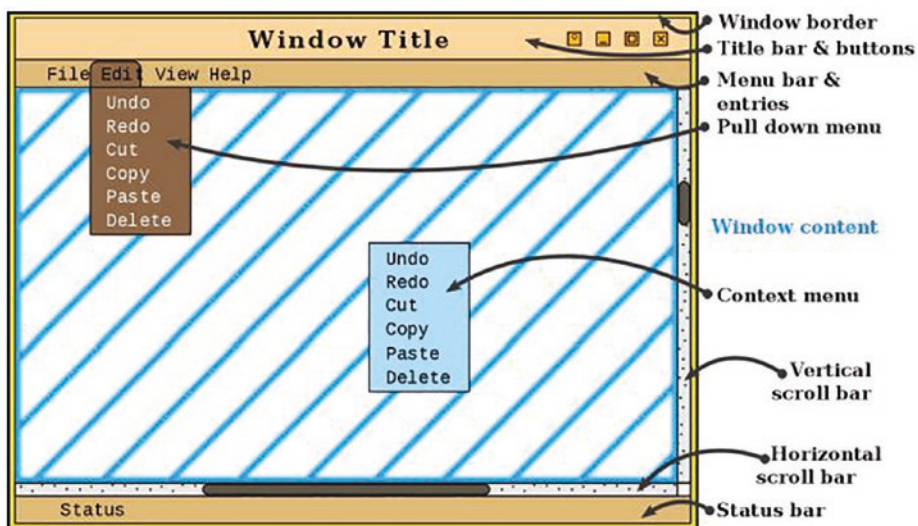 Window Title
File Edit View Help
Undo
Redo
Cut
Copy
Paste
Delete
Undo
Redo
Cut
Copy
Paste
Delete
Status
Window border
Title bar & buttons
Menu bar &
entries
Pull down menu
Window content
Context menu
Vertical
scroll bar
Horizontal
scroll bar
Status bar